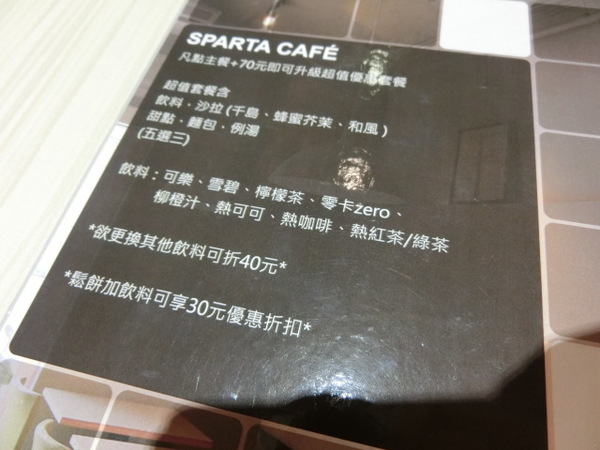 SPARTA CAFÉ
凡點主餐+70元即可升級超值優惠套餐
超值套餐含
飲料．沙拉 (千島、蜂蜜芥茉、和風)
甜點．麵包．例湯
(五選三)
飲料：可樂、雪碧、檸檬茶、零卡zero、
柳橙汁、熱可可、熱咖啡、熱紅茶/綠茶
*欲更換其他飲料可折40元*
*鬆餅加飲料可享30元優惠折扣*